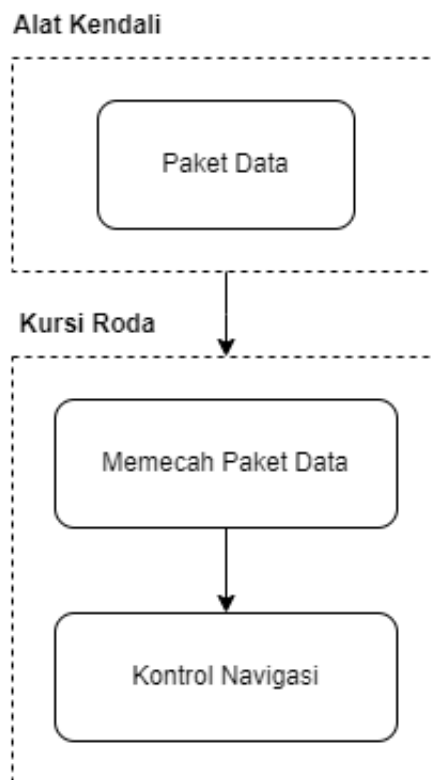 Alat Kendali
Paket Data
Kursi Roda
Memecah Paket Data
Kontrol Navigasi